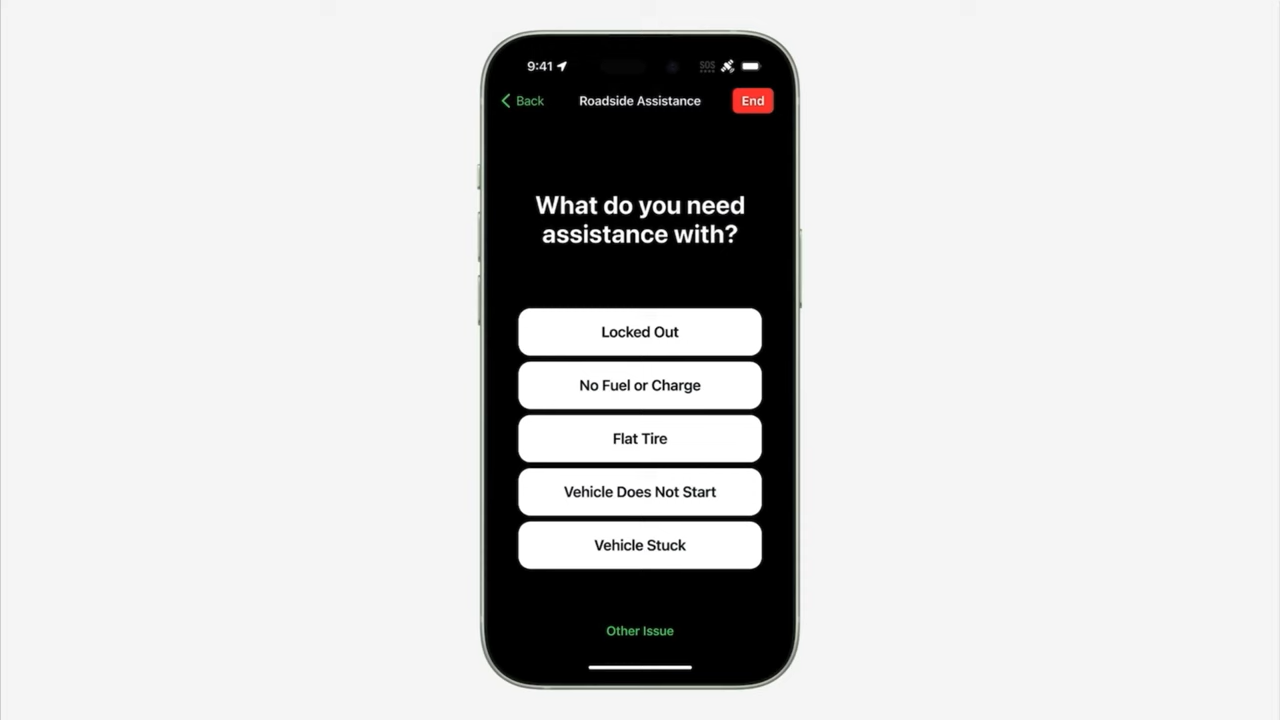 9:41
SOS
Back
Roadside Assistance
End
What do you need
assistance with?
Locked Out
No Fuel or Charge
Flat Tire
Vehicle Does Not Start
Vehicle Stuck
Other Issue